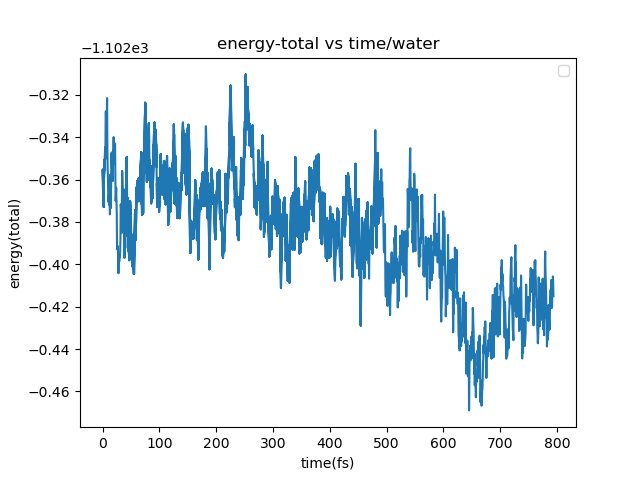 energy-total vs time/water
−1.102e3
−0.32
−0.34
−0.36
−0.38
−0.40
−0.42
−0.44
−0.46
energy(total)
0 100 200 300 400 500 600 700 800
time(fs)